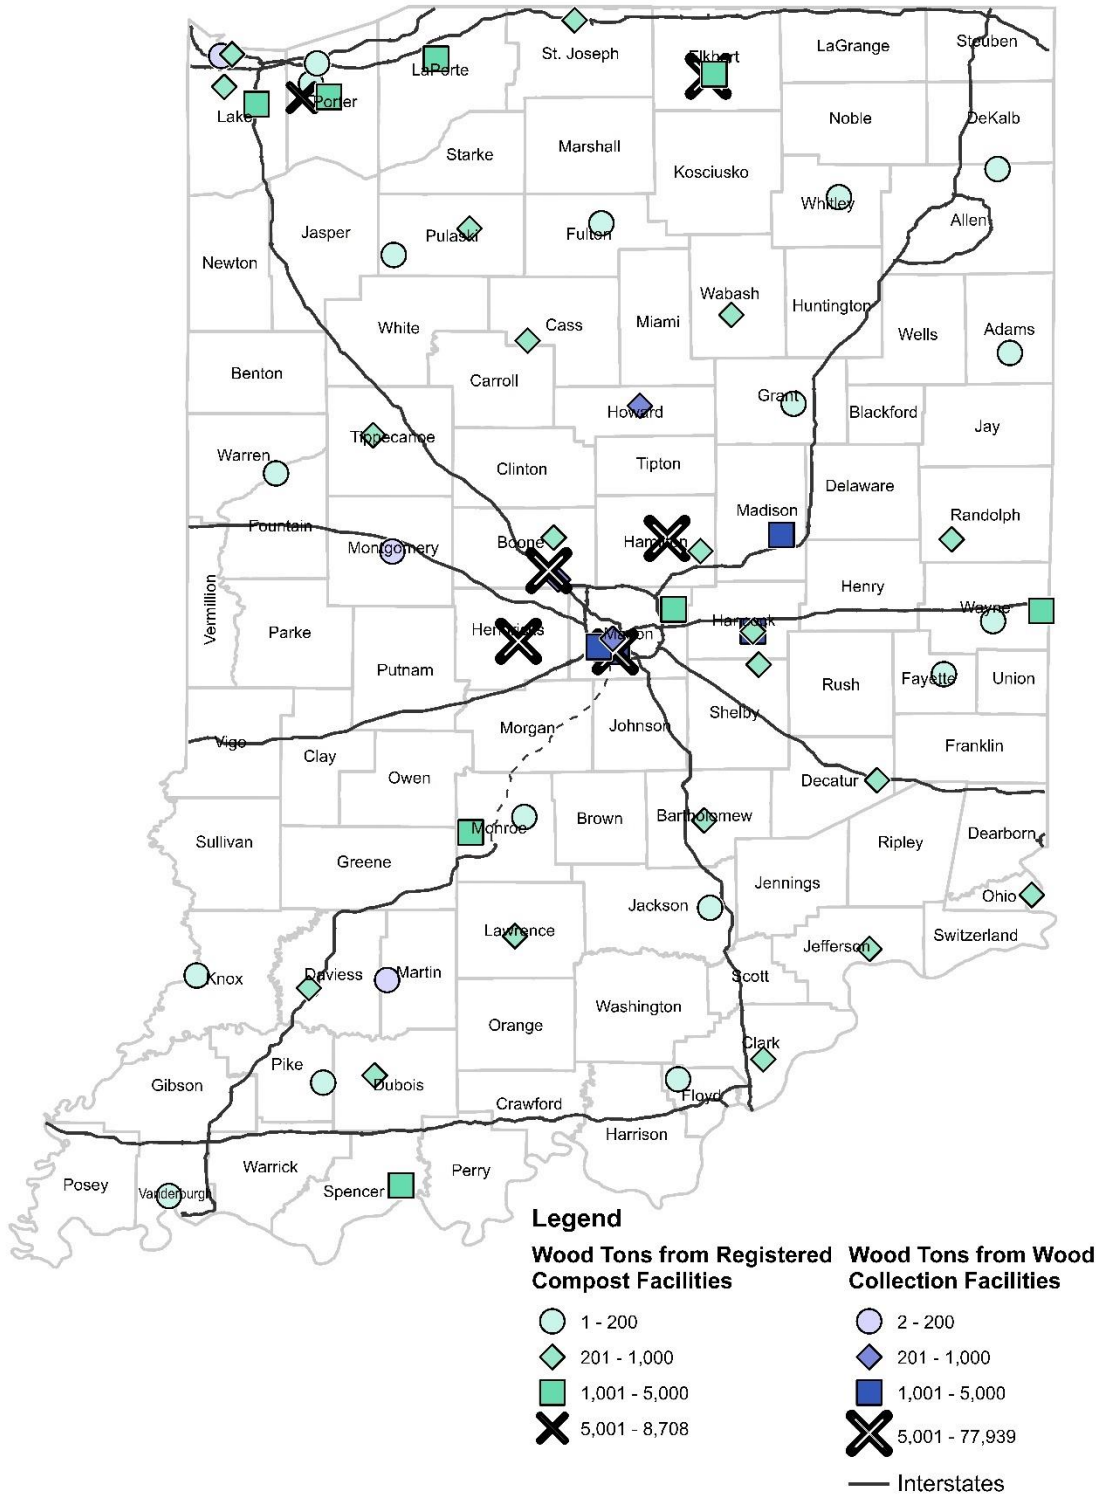 St. Joseph
LaGrange
Steuben
Elkhart
LaPorte
Porter
Lake
Noble
DeKalb
Starke
Marshall
Kosciusko
Whitley
Allen
Jasper
Pulaski
Fulton
Newton
Wabash
Huntington
White
Cass
Miami
Wells
Adams
Benton
Carroll
Grant
Howard
Blackford
Jay
Tippecanoe
Warren
Clinton
Tipton
Delaware
Madison
Randolph
Fountain
Montgomery
Boone
Hamilton
Henry
Vermillion
Parke
Hendricks
Marion
Hancock
Wayne
Putnam
Rush
Fayette
Union
Vigo
Clay
Morgan
Johnson
Shelby
Franklin
Owen
Decatur
Monroe
Brown
Bartholomew
Sullivan
Greene
Ripley
Dearborn
Jennings
Ohio
Jackson
Lawrence
Jefferson
Switzerland
Knox
Daviess
Martin
Scott
Washington
Orange
Clark
Pike
Gibson
Dubois
Crawford
Floyd
Harrison
Posey
Vanderburgh
Warrick
Spencer
Perry
Legend
Wood Tons from Registered
Compost Facilities
1 - 200
201 - 1,000
1,001 - 5,000
5,001 - 8,708
Wood Tons from Wood
Collection Facilities
2 - 200
201 - 1,000
1,001 - 5,000
5,001 - 77,939
Interstates